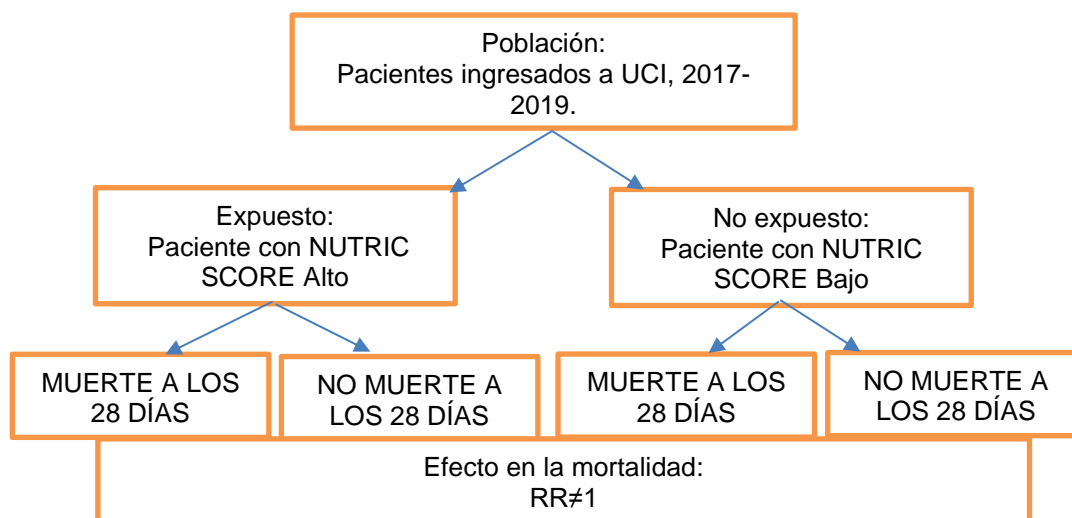 Población:
Pacientes ingresados a UCI, 2017-
2019.
Expuesto:
Paciente con NUTRIC
SCORE Alto
No expuesto:
Paciente con NUTRIC
SCORE Bajo
MUERTE A LOS
28 DÍAS
NO MUERTE A
LOS 28 DÍAS
MUERTE A LOS
28 DÍAS
NO MUERTE A
LOS 28 DÍAS
Efecto en la mortalidad:
RR≠1